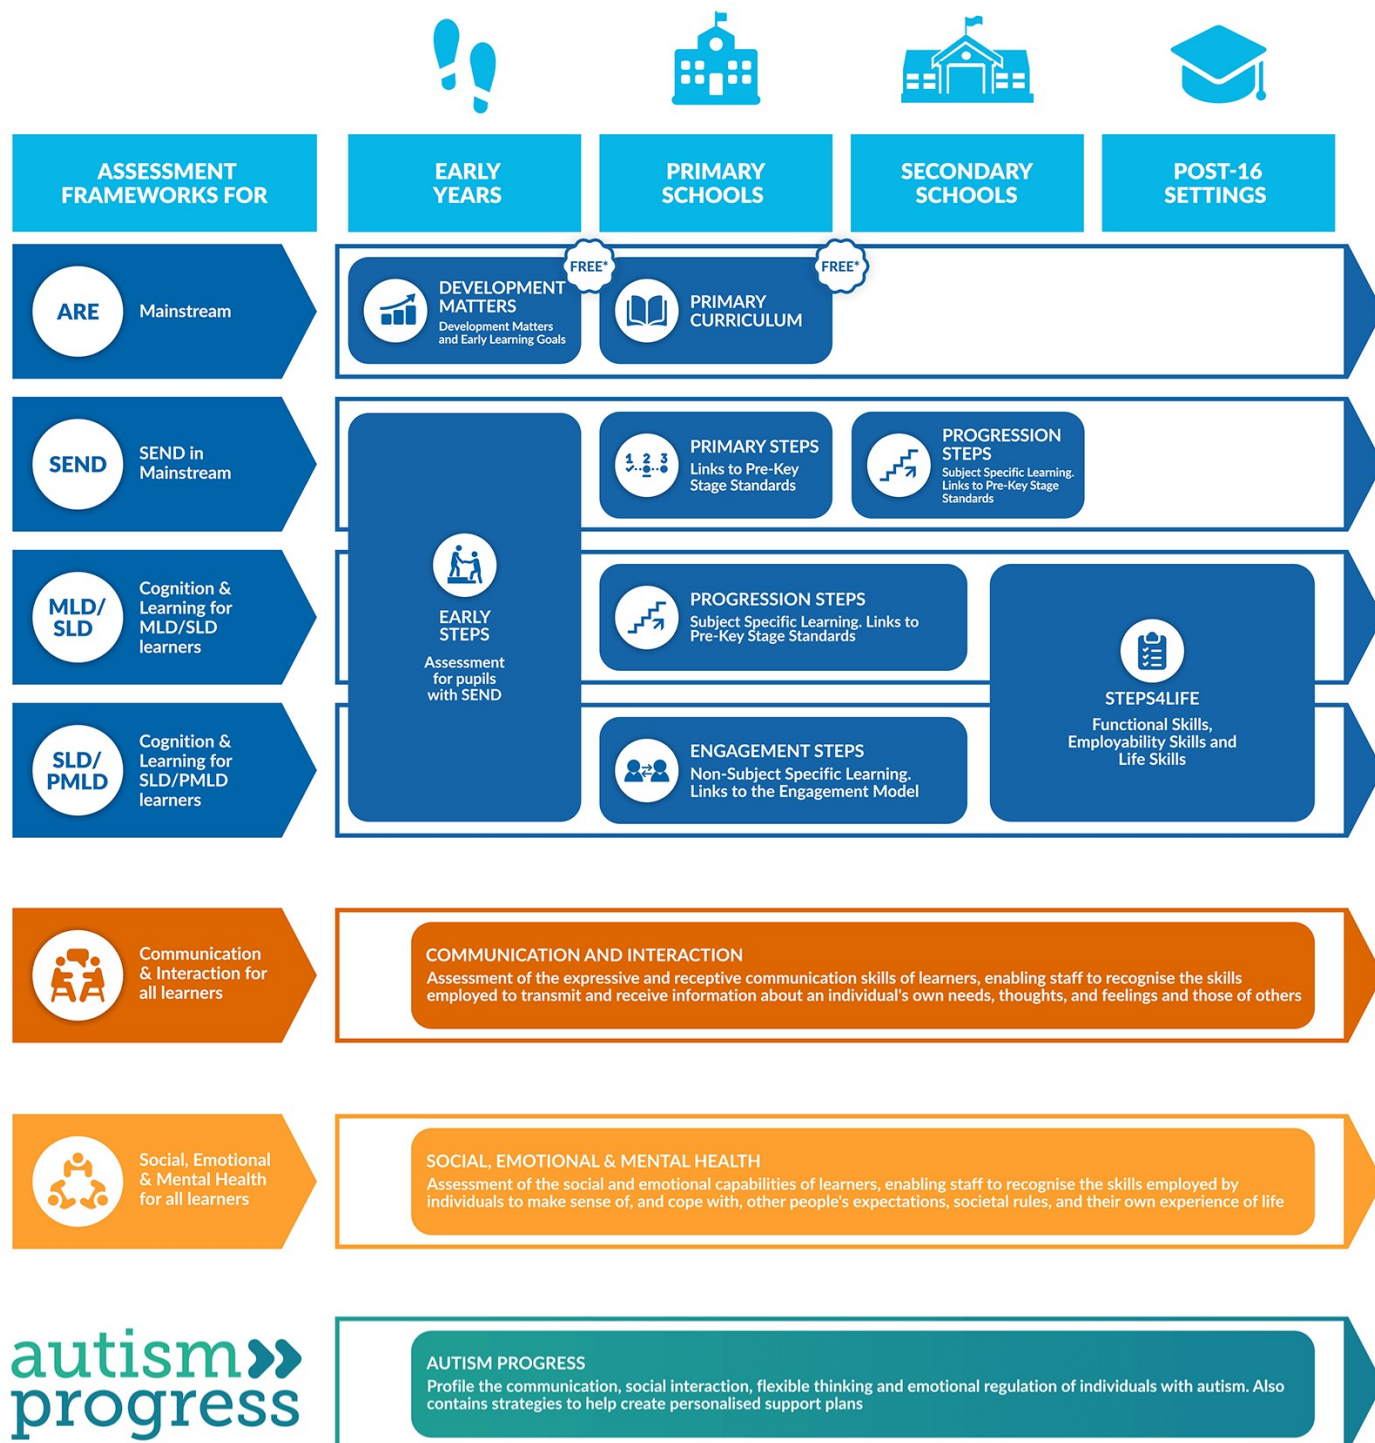 ASSESSMENT
FRAMEWORKS FOR
EARLY
YEARS
PRIMARY
SCHOOLS
SECONDARY
SCHOOLS
POST-16
SETTINGS
ARE
Mainstream
DEVELOPMENT
MATTERS
Development Matters
and Early Learning Goals
FREE*
PRIMARY
CURRICULUM
FREE*
SEND
SEND in
Mainstream
EARLY
STEPS
Assessment
for pupils
with SEND
1 2 3
PRIMARY STEPS
Links to Pre-Key
Stage Standards
PROGRESSION
STEPS
Subject Specific Learning.
Links to Pre-Key Stage
Standards
MLD/
SLD
Cognition &
Learning for
MLD/SLD
learners
PROGRESSION STEPS
Subject Specific Learning. Links to
Pre-Key Stage Standards
STEPS4LIFE
Functional Skills,
Employability Skills and
Life Skills
SLD/
PMLD
Cognition &
Learning for
SLD/PMLD
learners
ENGAGEMENT STEPS
Non-Subject Specific Learning.
Links to the Engagement Model
Communication
& Interaction for
all learners
COMMUNICATION AND INTERACTION
Assessment of the expressive and receptive communication skills of learners, enabling staff to recognise the skills
employed to transmit and receive information about an individual's own needs, thoughts, and feelings and those of others
Social, Emotional
& Mental Health
for all learners
SOCIAL, EMOTIONAL & MENTAL HEALTH
Assessment of the social and emotional capabilities of learners, enabling staff to recognise the skills employed by
individuals to make sense of, and cope with, other people's expectations, societal rules, and their own experience of life
autism
progress
AUTISM PROGRESS
Profile the communication, social interaction, flexible thinking and emotional regulation of individuals with autism. Also
contains strategies to help create personalised support plans